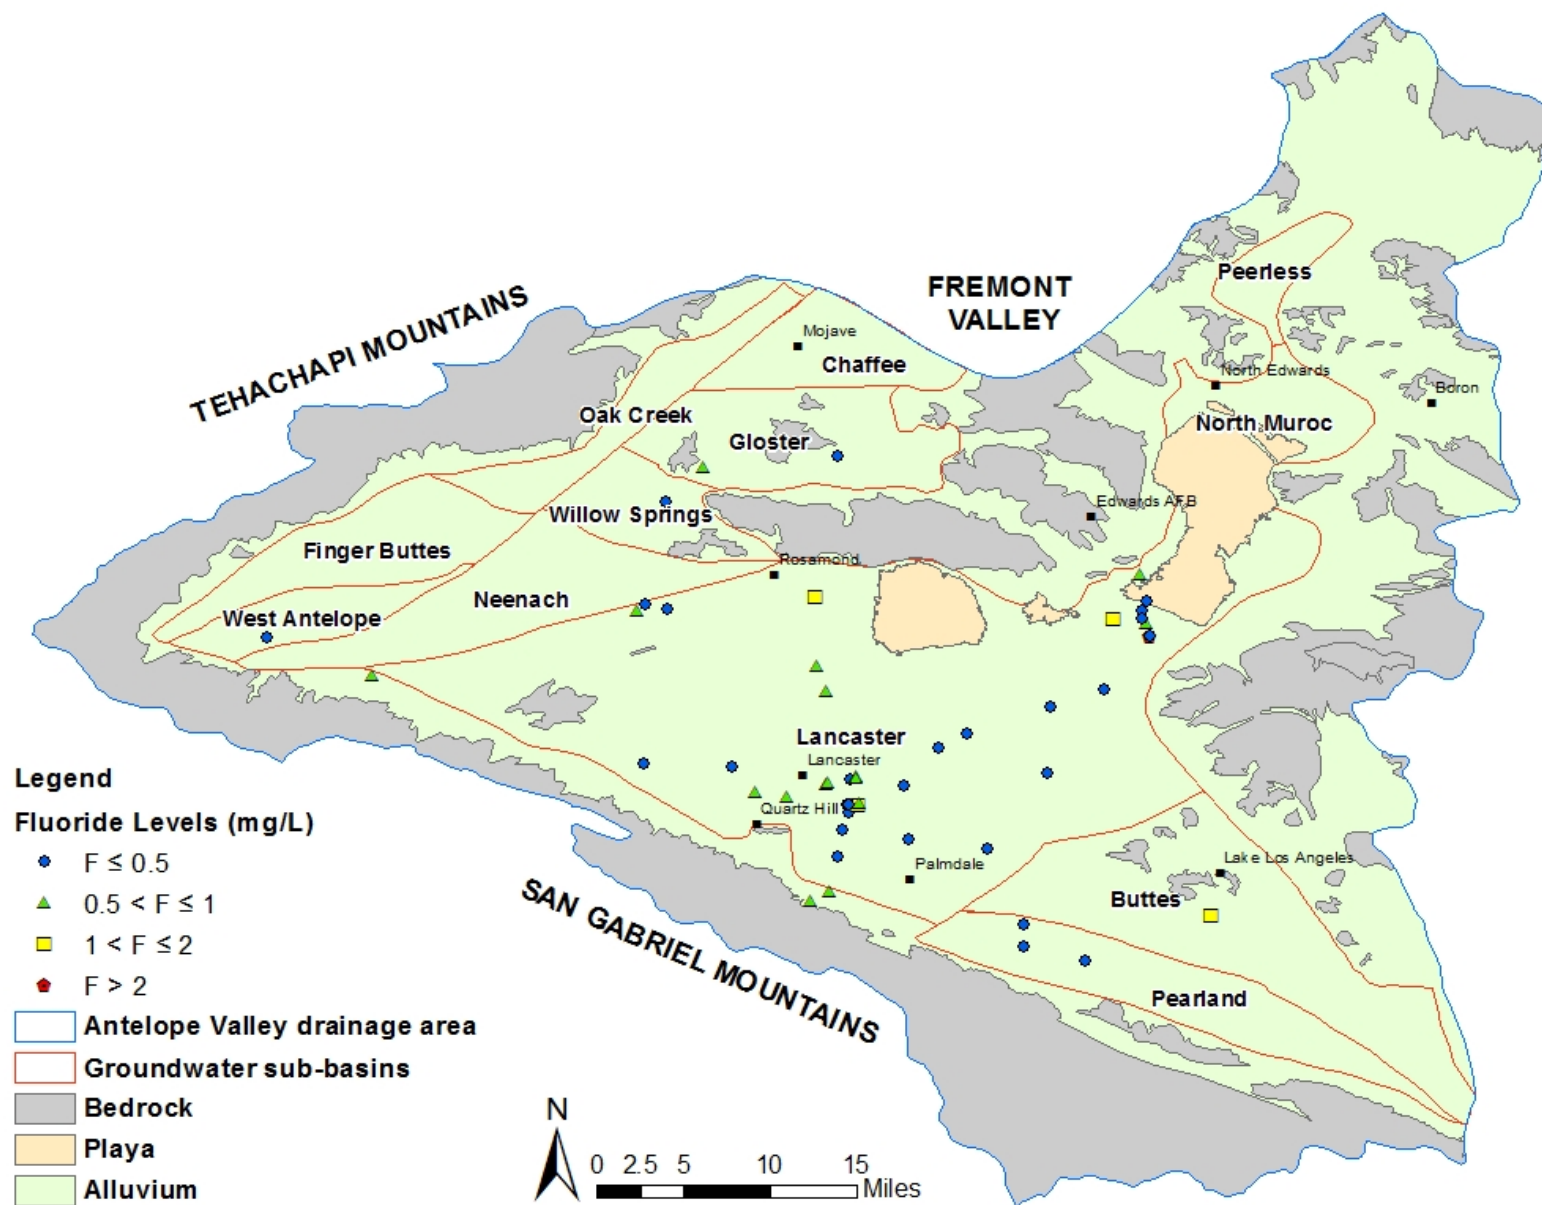 Peerless
FREMONT
VALLEY
TEHACHAPI MOUNTAINS
Mojave
Chaffee
North Edwards
Boron
Oak Creek
North Muroc
Gloster
Edwards AFB
Willow Springs
Finger Buttes
Rosamond
Neenach
West Antelope
Lancaster
Lancaster
Quartz Hill
Lake Los Angeles
Palmdale
Buttes
SAN GABRIEL MOUNTAINS
Pearland
Legend
Fluoride Levels (mg/L)
F ≤ 0.5
0.5 < F ≤ 1
1 < F ≤ 2
F > 2
Antelope Valley drainage area
Groundwater sub-basins
Bedrock
Playa
Alluvium
N
0 2.5 5 10 15
Miles